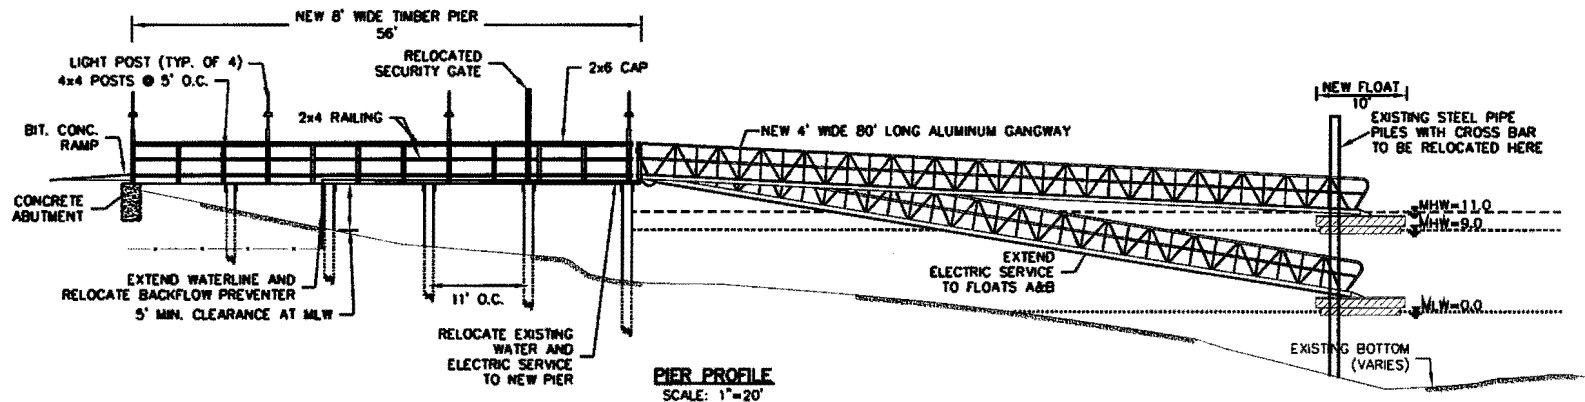 NEW 8' WIDE TIMBER PIER
56'
LIGHT POST (TYP. OF 4)
4x4 POSTS @ 5' O.C.
RELOCATED
SECURITY GATE
2x6 CAP
2x4 RAILING
BIT. CONC.
RAMP
CONCRETE
ABUTMENT
NEW 4' WIDE 80' LONG ALUMINUM GANGWAY
NEW FLOAT
10'
EXISTING STEEL PIPE
PILES WITH CROSS BAR
TO BE RELOCATED HERE
MHW=11.0
MHW=9.0
MLW=0.0
EXTEND WATERLINE AND
RELOCATE BACKFLOW PREVENTER
5' MIN. CLEARANCE AT MLW
11' O.C.
RELOCATE EXISTING
WATER AND
ELECTRIC SERVICE
TO NEW PIER
EXTEND
ELECTRIC SERVICE
TO FLOATS A&B
EXISTING BOTTOM
(VARIES)
PIER PROFILE
SCALE: 1"=20'